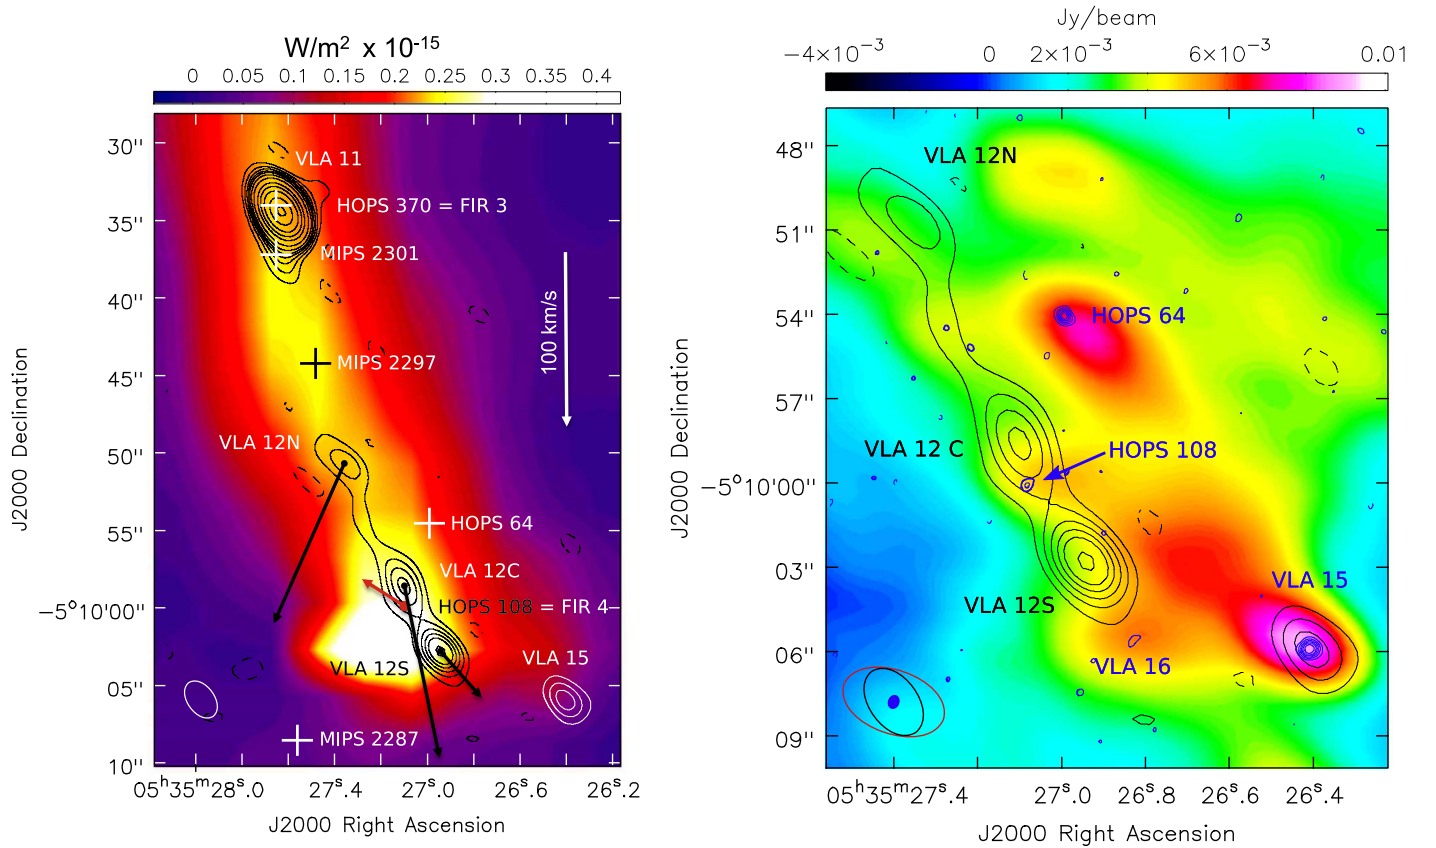 W/m² x 10⁻¹⁵
0 0.05 0.1 0.15 0.2 0.25 0.3 0.35 0.4
30''
35''
40''
45''
50''
55''
−5°10'00''
05''
10''
J2000 Declination
VLA 11
HOPS 370 = FIR 3
MIPS 2301
100 km/s
MIPS 2297
VLA 12N
HOPS 64
VLA 12C
HOPS 108 = FIR 4
VLA 12S
VLA 15
MIPS 2287
05ʰ35ᵐ28ˢ.0 27ˢ.4 27ˢ.0 26ˢ.6 26ˢ.2
J2000 Right Ascension
Jy/beam
−4×10⁻³ 0 2×10⁻³ 6×10⁻³ 0.01
48''
51''
54''
57''
−5°10'00''
03''
06''
09''
J2000 Declination
VLA 12N
HOPS 64
VLA 12 C
HOPS 108
VLA 12S
VLA 15
VLA 16
05ʰ35ᵐ27ˢ.4 27ˢ.0 26ˢ.8 26ˢ.6 26ˢ.4
J2000 Right Ascension